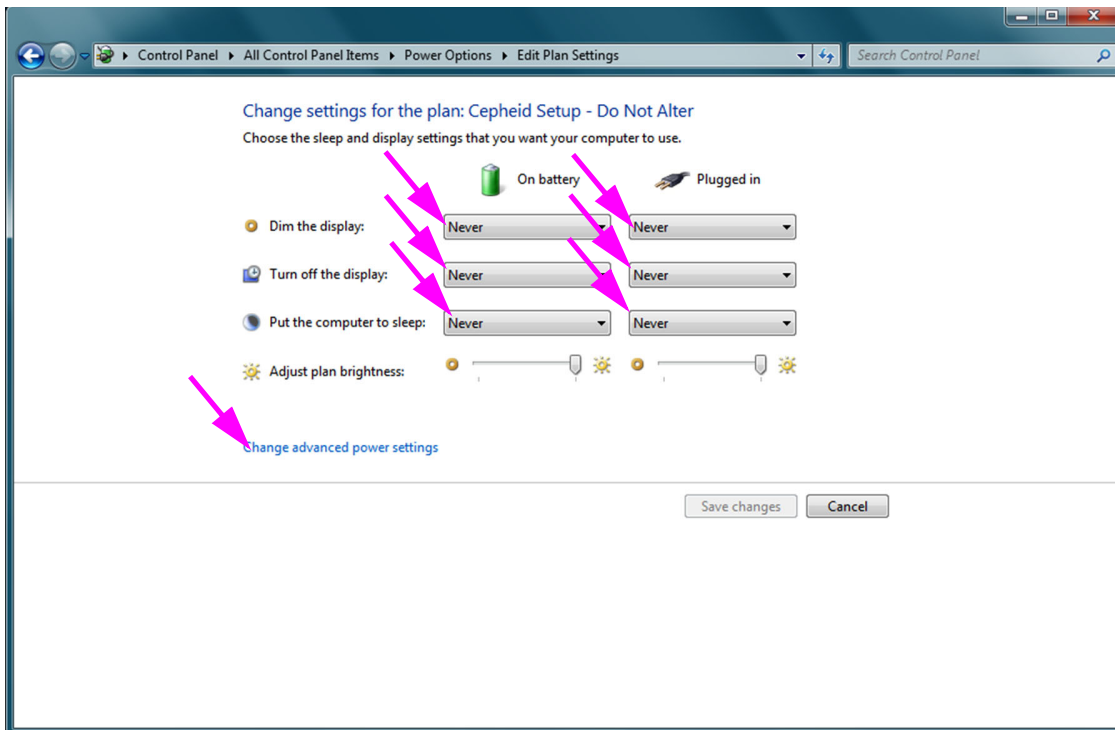 Control Panel ▸ All Control Panel Items ▸ Power Options ▸ Edit Plan Settings
Search Control Panel
Change settings for the plan: Cepheid Setup - Do Not Alter
Choose the sleep and display settings that you want your computer to use.
On battery Plugged in
Dim the display: Never Never
Turn off the display: Never Never
Put the computer to sleep: Never Never
Adjust plan brightness:
Change advanced power settings
Save changes Cancel